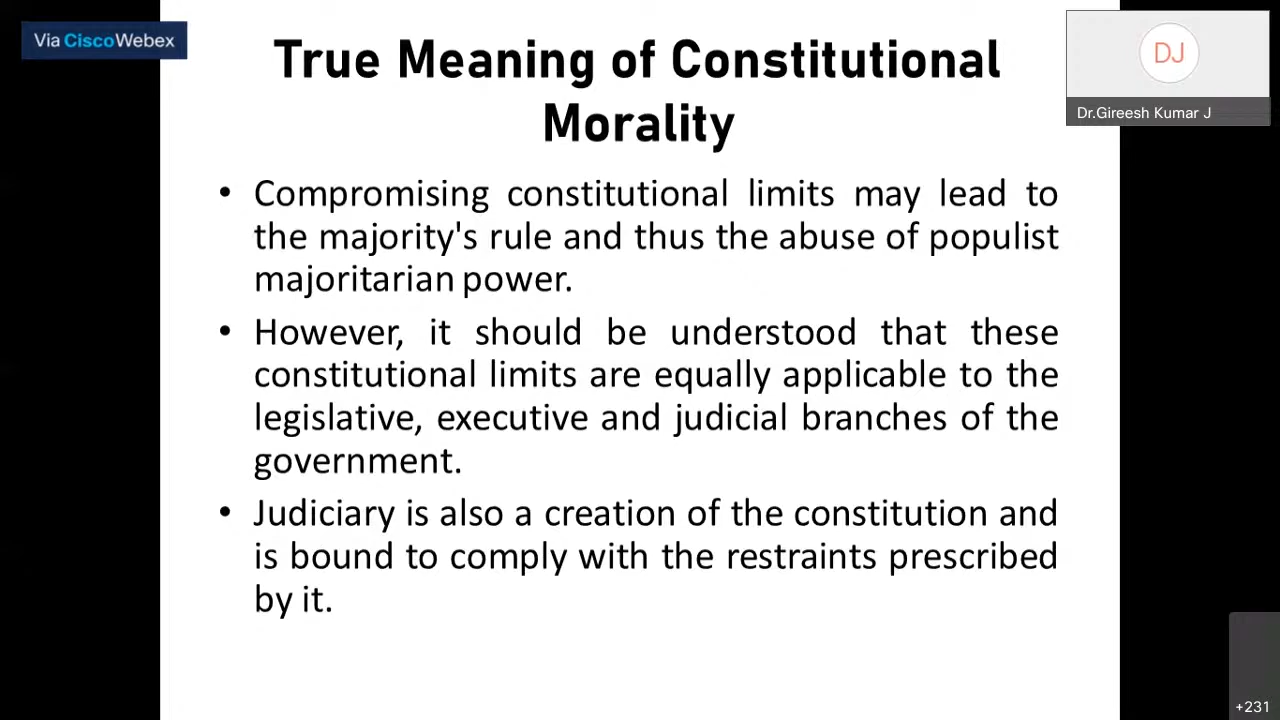 Via CiscoWebex
True Meaning of Constitutional
Morality
DJ
Dr.Gireesh Kumar J
• Compromising constitutional limits may lead to
the majority's rule and thus the abuse of populist
majoritarian power.
• However, it should be understood that these
constitutional limits are equally applicable to the
legislative, executive and judicial branches of the
government.
• Judiciary is also a creation of the constitution and
is bound to comply with the restraints prescribed
by it.
+231